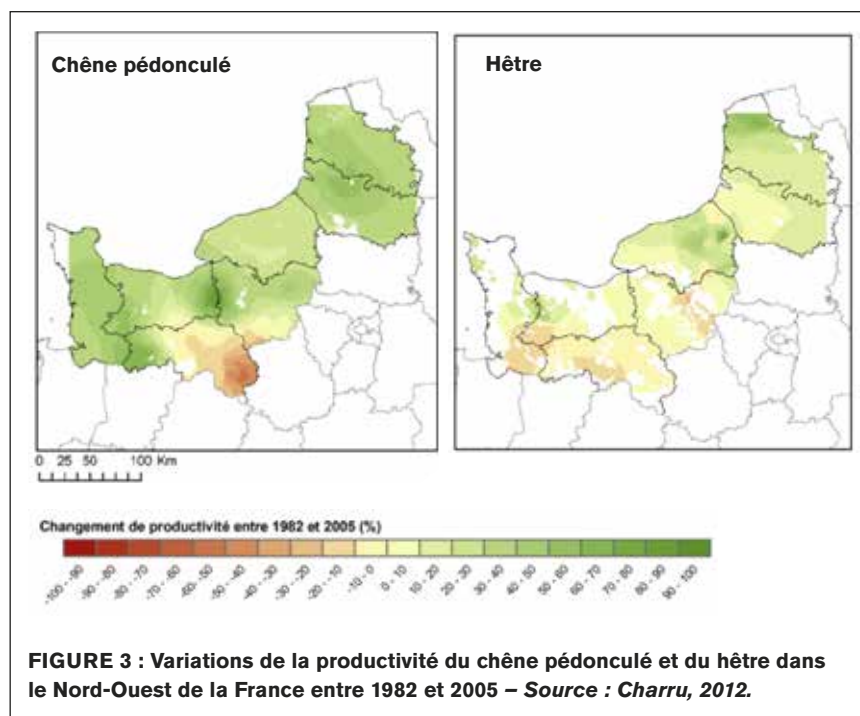 Chêne pédonculé
Hêtre
0 25 50 100 Km
Changement de productivité entre 1982 et 2005 (%)
-100 - -90
-90 - -80
-80 - -70
-70 - -60
-60 - -50
-50 - -40
-40 - -30
-30 - -20
-20 - -10
-10 - 0
0 - 10
10 - 20
20 - 30
30 - 40
40 - 50
50 - 60
60 - 70
70 - 80
80 - 90
90 - 100
FIGURE 3 : Variations de la productivité du chêne pédonculé et du hêtre dans
le Nord-Ouest de la France entre 1982 et 2005 – Source : Charru, 2012.